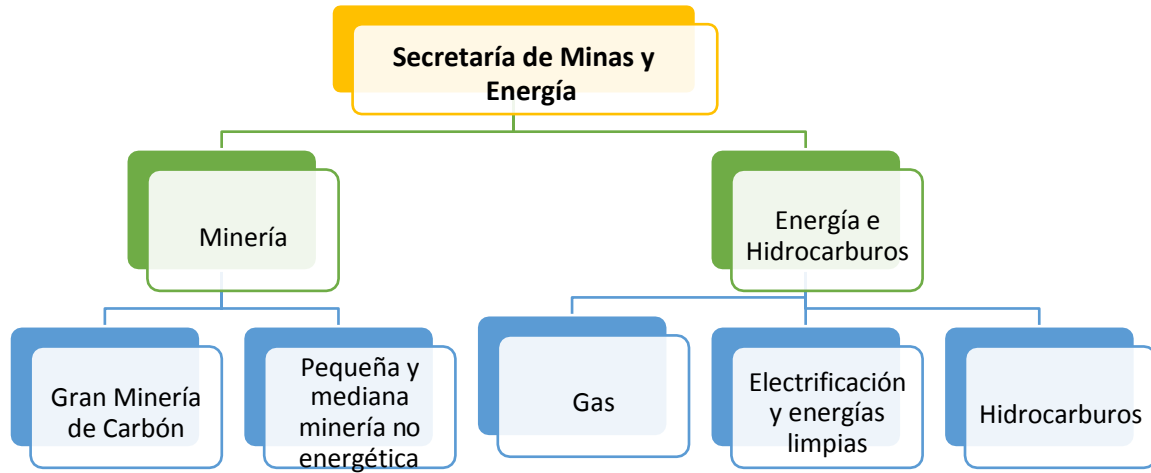 Secretaría de Minas y
Energía
Minería
Energía e
Hidrocarburos
Gran Minería
de Carbón
Pequeña y
mediana
minería no
energética
Gas
Electrificación
y energías
limpias
Hidrocarburos